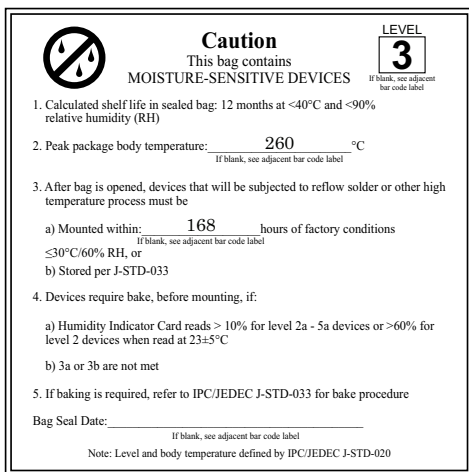 Caution
LEVEL
3
This bag contains
MOISTURE-SENSITIVE DEVICES
If blank, see adjacent
bar code label
1. Calculated shelf life in sealed bag: 12 months at <40°C and <90%
relative humidity (RH)
2. Peak package body temperature: 260 °C
If blank, see adjacent bar code label
3. After bag is opened, devices that will be subjected to reflow solder or other high
temperature process must be
a) Mounted within: 168 hours of factory conditions
If blank, see adjacent bar code label
≤30°C/60% RH, or
b) Stored per J-STD-033
4. Devices require bake, before mounting, if:
a) Humidity Indicator Card reads > 10% for level 2a - 5a devices or >60% for
level 2 devices when read at 23±5°C
b) 3a or 3b are not met
5. If baking is required, refer to IPC/JEDEC J-STD-033 for bake procedure
Bag Seal Date:
If blank, see adjacent bar code label
Note: Level and body temperature defined by IPC/JEDEC J-STD-020